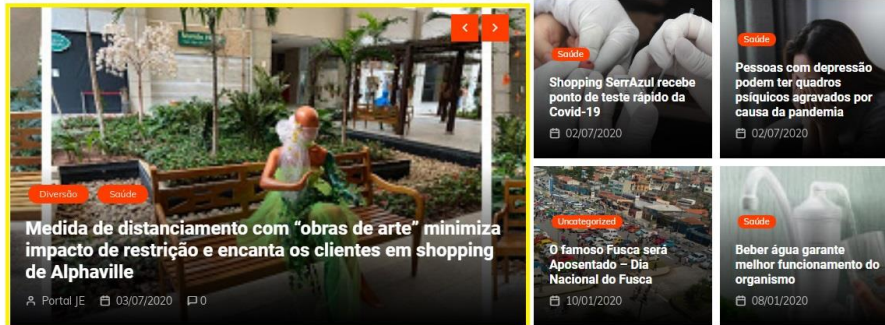 Diversão Saúde
Medida de distanciamento com “obras de arte” minimiza
impacto de restrição e encanta os clientes em shopping
de Alphaville
Portal JE 03/07/2020 0
Saúde
Shopping SerrAzul recebe
ponto de teste rápido da
Covid-19
02/07/2020
Saúde
Pessoas com depressão
podem ter quadros
psíquicos agravados por
causa da pandemia
02/07/2020
Uncategorized
O famoso Fusca será
Aposentado – Dia
Nacional do Fusca
10/01/2020
Saúde
Beber água garante
melhor funcionamento do
organismo
08/01/2020